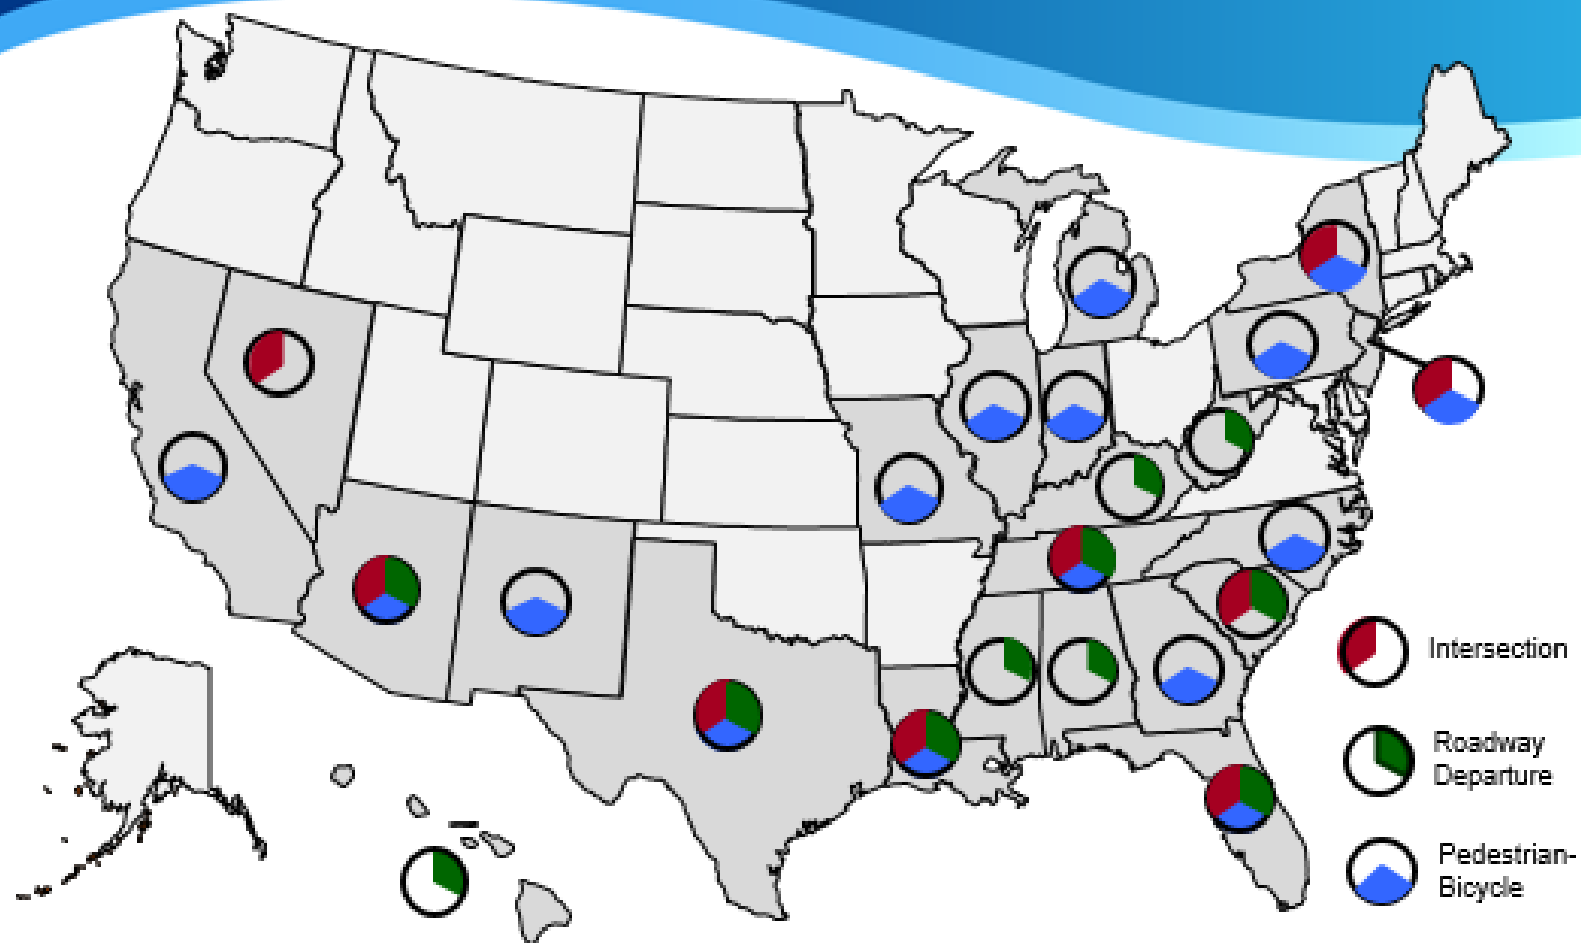 Intersection
Roadway
Departure
Pedestrian-
Bicycle